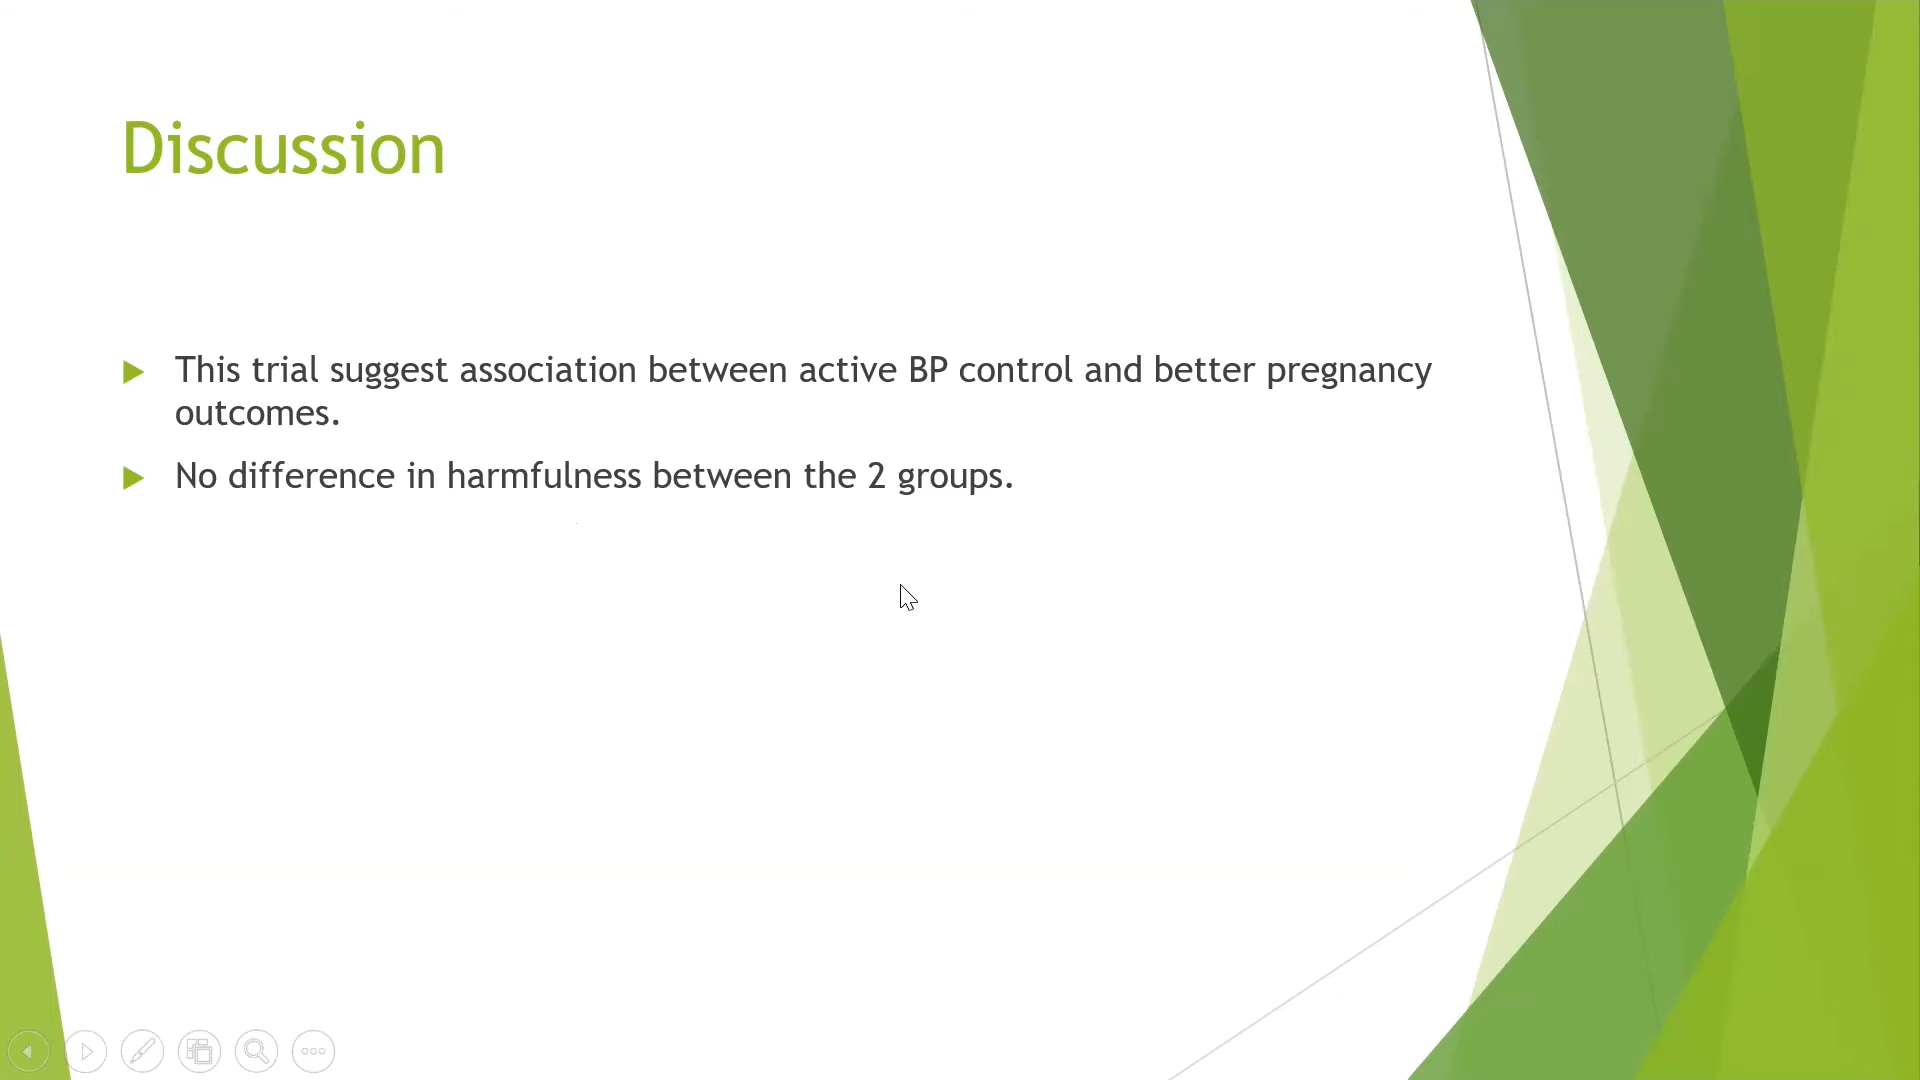 Discussion
This trial suggest association between active BP control and better pregnancy
outcomes.
No difference in harmfulness between the 2 groups.